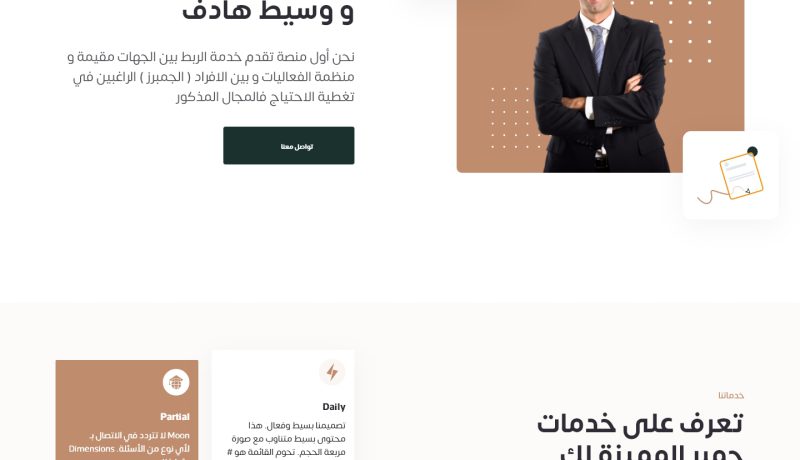 و وسيط هادف
نحن أول منصة تقدم خدمة الربط بين الجهات مقيمة و
منظمة الفعاليات و بين الافراد ( الجمبرز ) الراغبين في
تغطية الاحتياج فالمجال المذكور
تواصل معنا
خدماتنا
تعرف على خدمات
Daily
تصميمنا بسيط وفعال. هذا
محتوى بسيط متناوب مع صورة
مربعة الحجم. تحوم القائمة هو #
Partial
Moon لا تتردد في الاتصال بـ
لأي نوع من الأسئلة. Dimensions